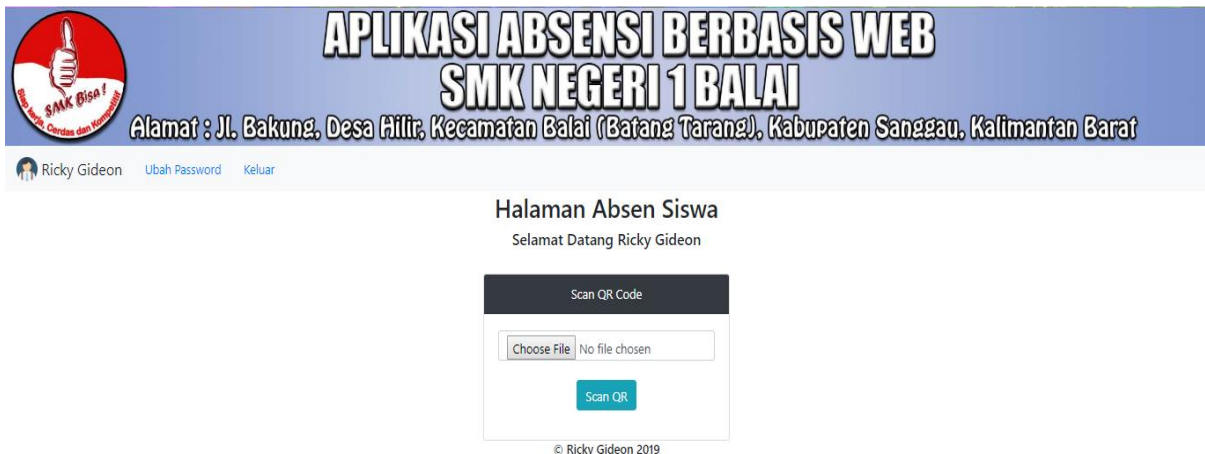 APLIKASI ABSENSI BERBASIS WEB
SMK NEGERI 1 BALAI
Alamat : Jl. Bakung, Desa Hilir, Kecamatan Balai (Batang Tarang), Kabupaten Sanggau, Kalimantan Barat
SMK Bisa!
Siap kerja, Cerdas dan Kompetitif
Ricky Gideon Ubah Password Keluar
Halaman Absen Siswa
Selamat Datang Ricky Gideon
Scan QR Code
Choose File No file chosen
Scan QR
© Ricky Gideon 2019